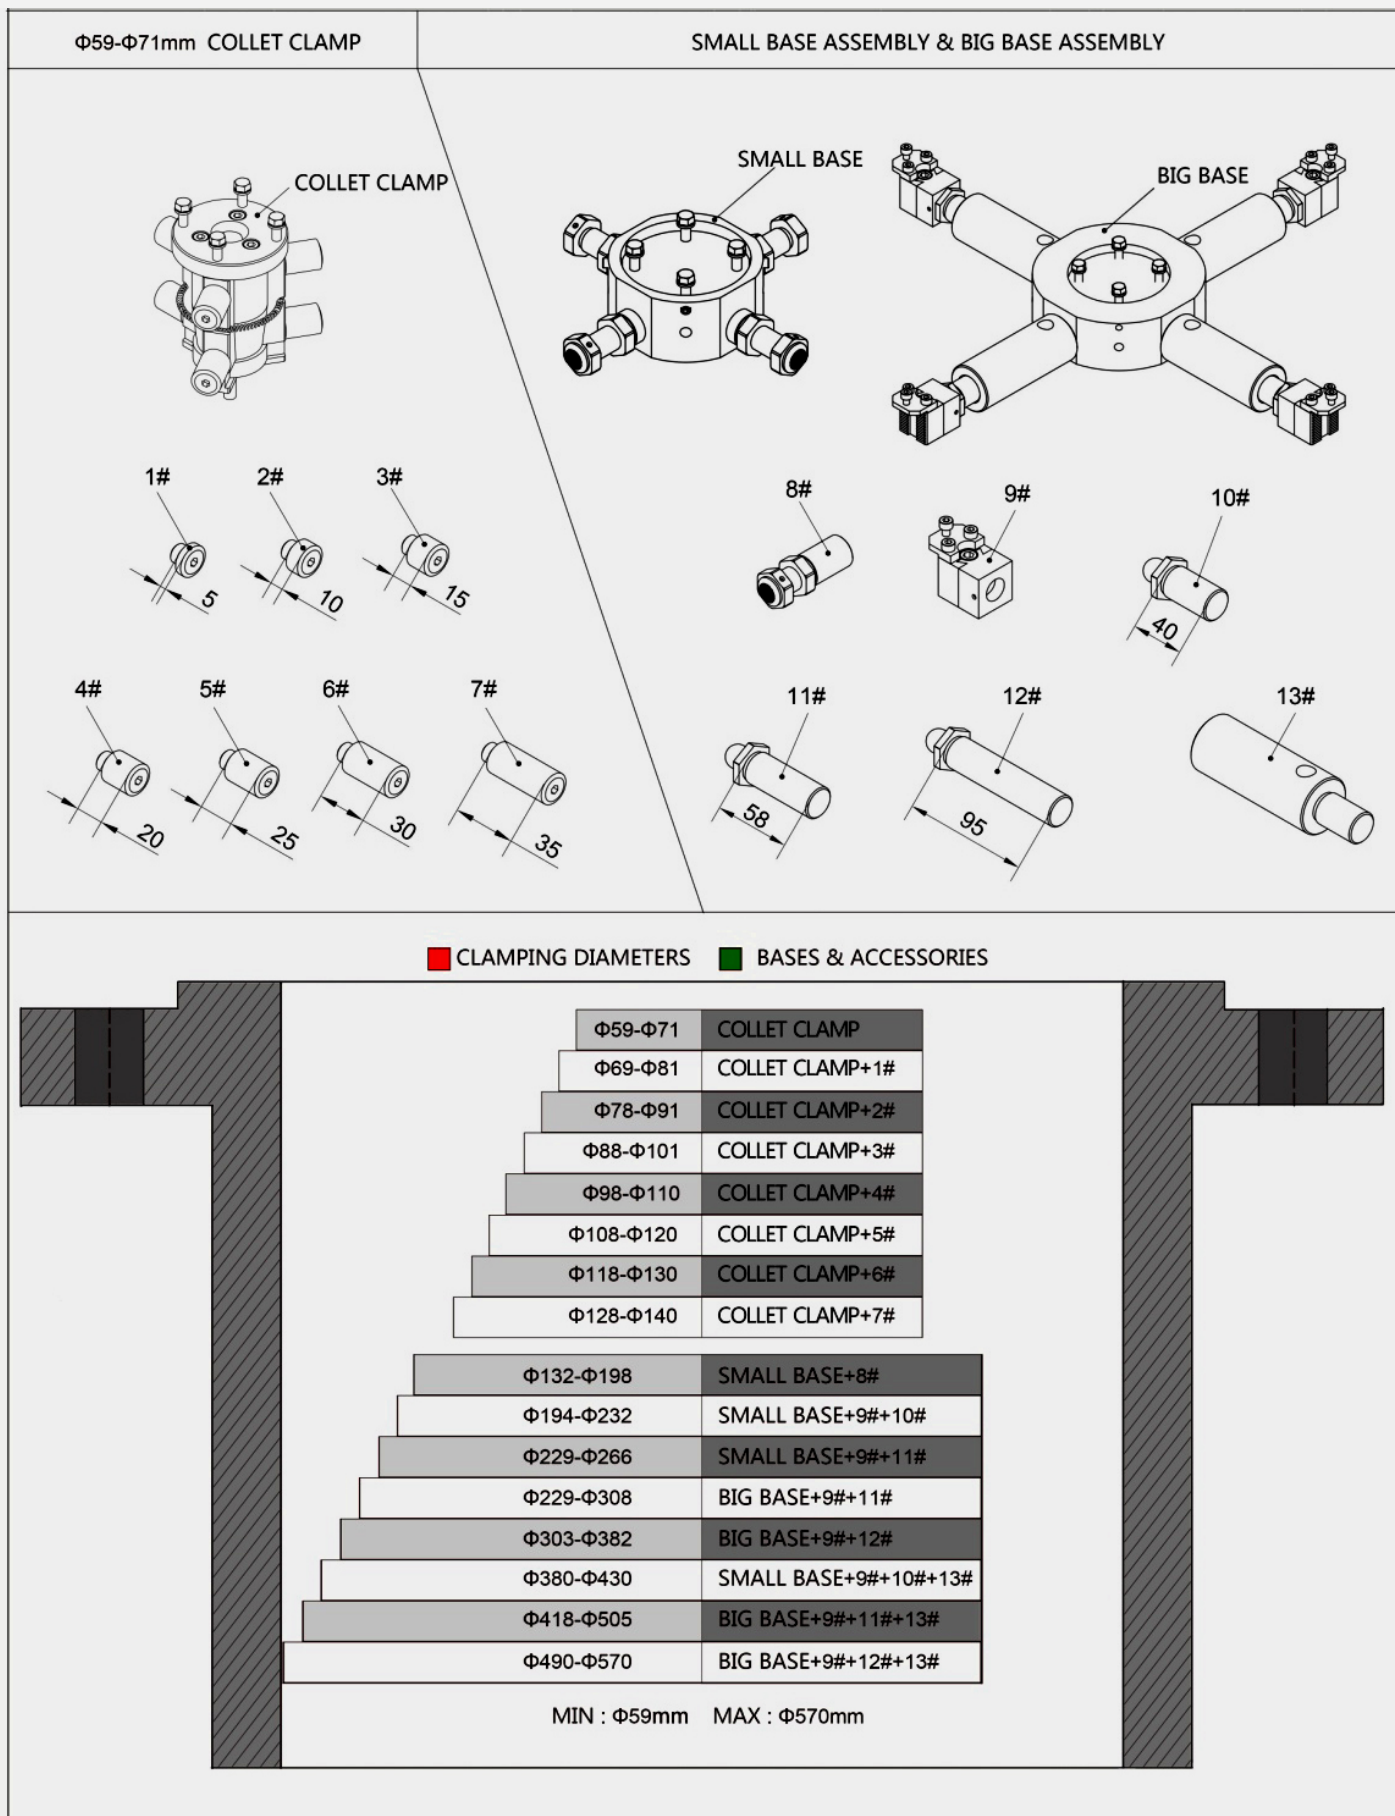 Φ59-Φ71mm COLLET CLAMP
SMALL BASE ASSEMBLY & BIG BASE ASSEMBLY
COLLET CLAMP
SMALL BASE
BIG BASE
1#
2#
3#
5
10
15
4#
5#
6#
7#
20
25
30
35
8#
9#
10#
40
11#
12#
13#
58
95
CLAMPING DIAMETERS
BASES & ACCESSORIES
Φ59-Φ71 COLLET CLAMP
Φ69-Φ81 COLLET CLAMP+1#
Φ78-Φ91 COLLET CLAMP+2#
Φ88-Φ101 COLLET CLAMP+3#
Φ98-Φ110 COLLET CLAMP+4#
Φ108-Φ120 COLLET CLAMP+5#
Φ118-Φ130 COLLET CLAMP+6#
Φ128-Φ140 COLLET CLAMP+7#
Φ132-Φ198 SMALL BASE+8#
Φ194-Φ232 SMALL BASE+9#+10#
Φ229-Φ266 SMALL BASE+9#+11#
Φ229-Φ308 BIG BASE+9#+11#
Φ303-Φ382 BIG BASE+9#+12#
Φ380-Φ430 SMALL BASE+9#+10#+13#
Φ418-Φ505 BIG BASE+9#+11#+13#
Φ490-Φ570 BIG BASE+9#+12#+13#
MIN : Φ59mm MAX : Φ570mm